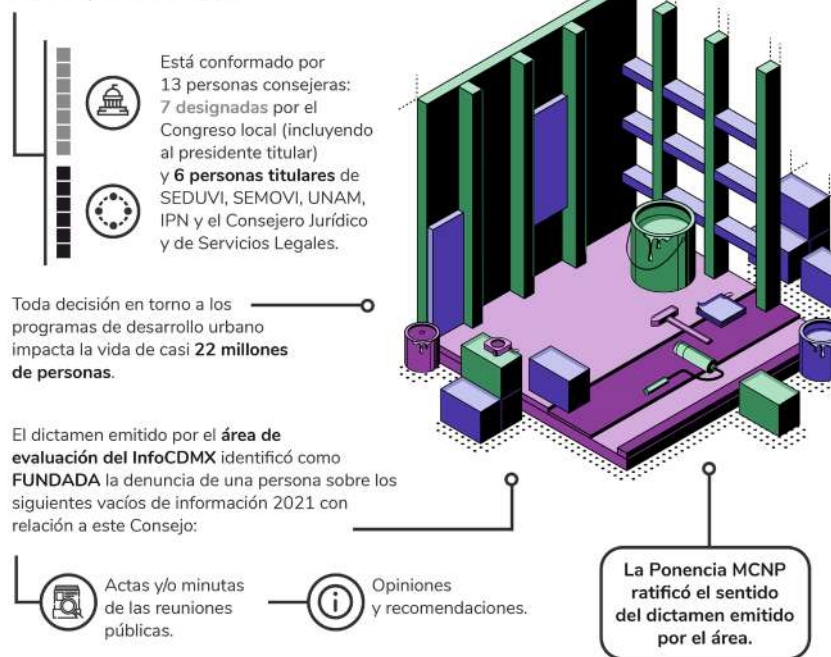 Está conformado por
13 personas consejeras:
7 designadas por el
Congreso local (incluyendo
al presidente titular)
y 6 personas titulares de
SEDUVI, SEMOVI, UNAM,
IPN y el Consejero Jurídico
y de Servicios Legales.
Toda decisión en torno a los
programas de desarrollo urbano
impacta la vida de casi 22 millones
de personas.
El dictamen emitido por el área de
evaluación del InfoCDMX identificó como
FUNDADA la denuncia de una persona sobre los
siguientes vacíos de información 2021 con
relación a este Consejo:
Actas y/o minutas
de las reuniones
públicas.
Opiniones
y recomendaciones.
La Ponencia MCNP
ratificó el sentido
del dictamen emitido
por el área.